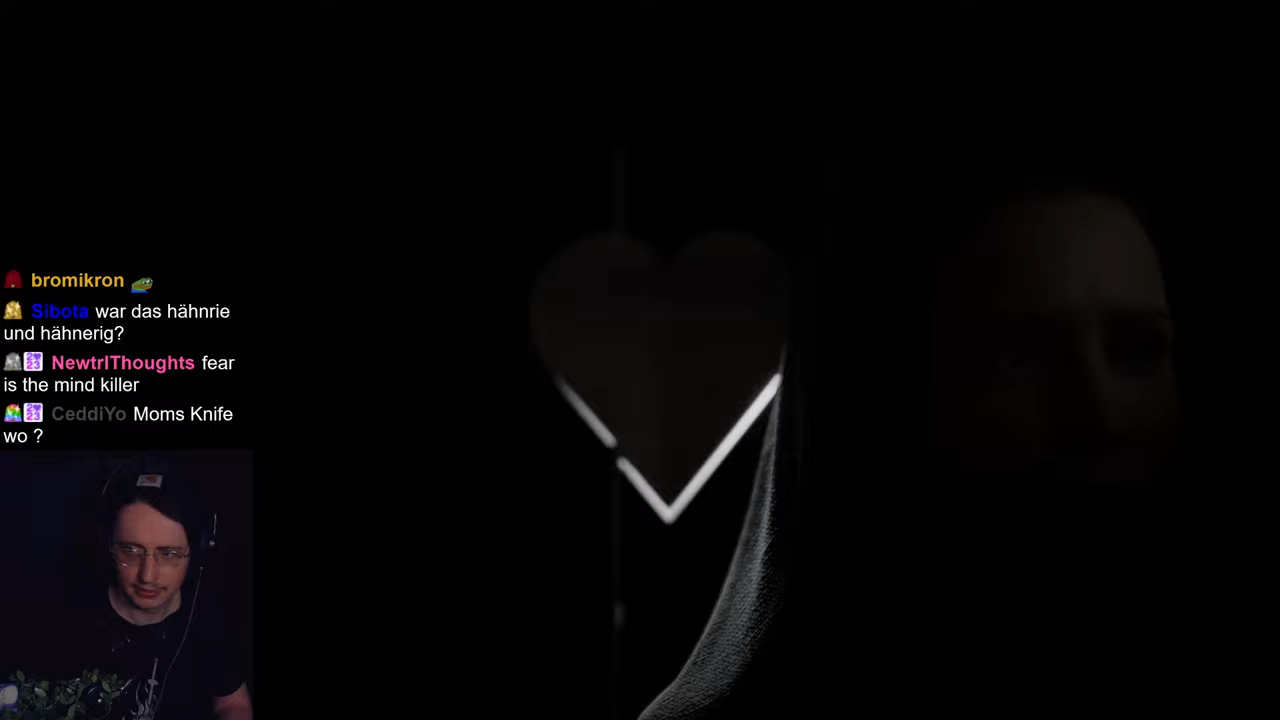 bromikron
Sibota war das hähnrie
und hähnerig?
NewtrlThoughts fear
is the mind killer
CeddiYo Moms Knife
wo ?